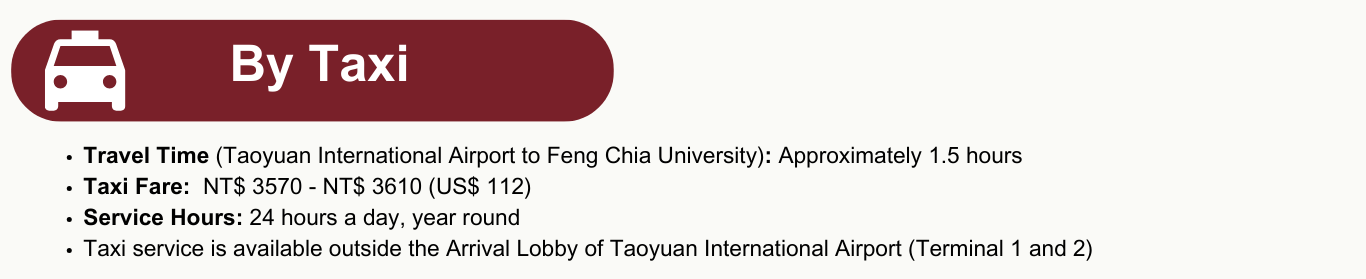 By Taxi
• Travel Time (Taoyuan International Airport to Feng Chia University): Approximately 1.5 hours
• Taxi Fare:  NT$ 3570 - NT$ 3610 (US$ 112)
• Service Hours: 24 hours a day, year round
• Taxi service is available outside the Arrival Lobby of Taoyuan International Airport (Terminal 1 and 2)